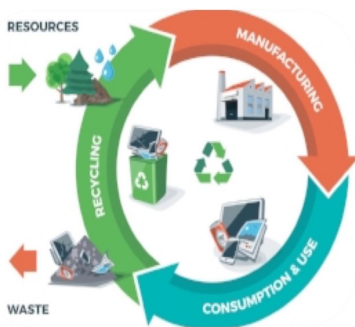 RESOURCES
MANUFACTURING
RECYCLING
CONSUMPTION & USE
WASTE